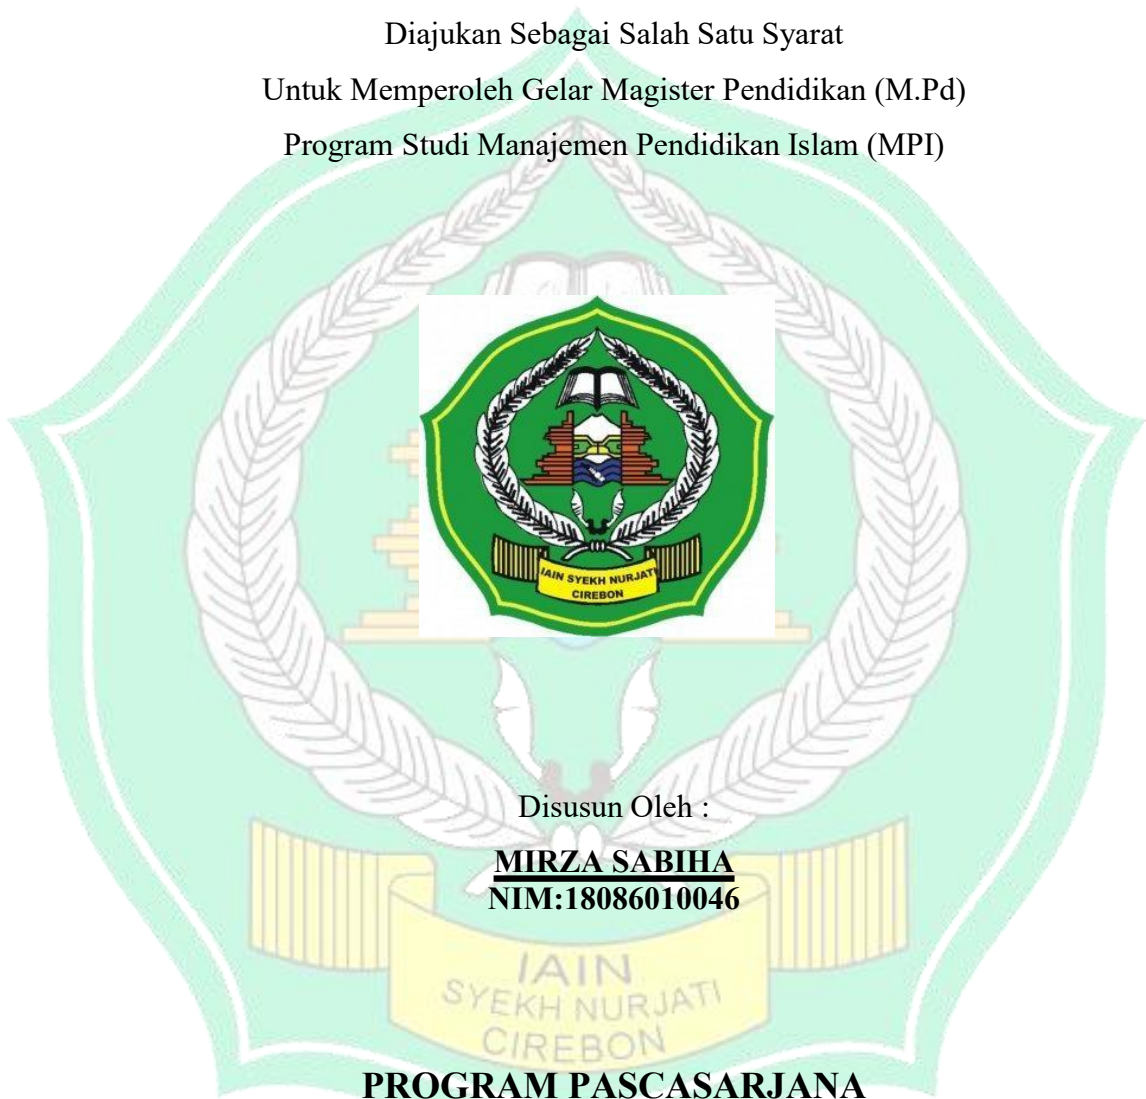 Diajukan Sebagai Salah Satu Syarat
Untuk Memperoleh Gelar Magister Pendidikan (M.Pd)
Program Studi Manajemen Pendidikan Islam (MPI)
IAIN SYEKH NURJATI
CIREBON
Disusun Oleh :
MIRZA SABIHA
NIM:18086010046
IAIN
SYEKH NURJATI
CIREBON
PROGRAM PASCASARJANA